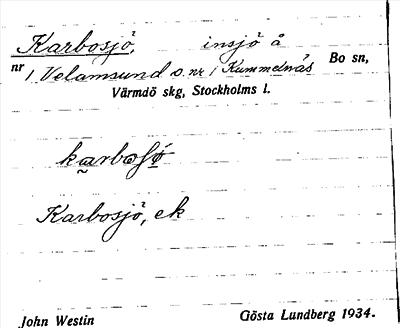 Karbosjö, insjö å
nr 1 Velamsund o. nr 1 Kummelnäs Bo sn,
Värmdö skg, Stockholms l.
Karbosjö, ek
John Westin Gösta Lundberg 1934.